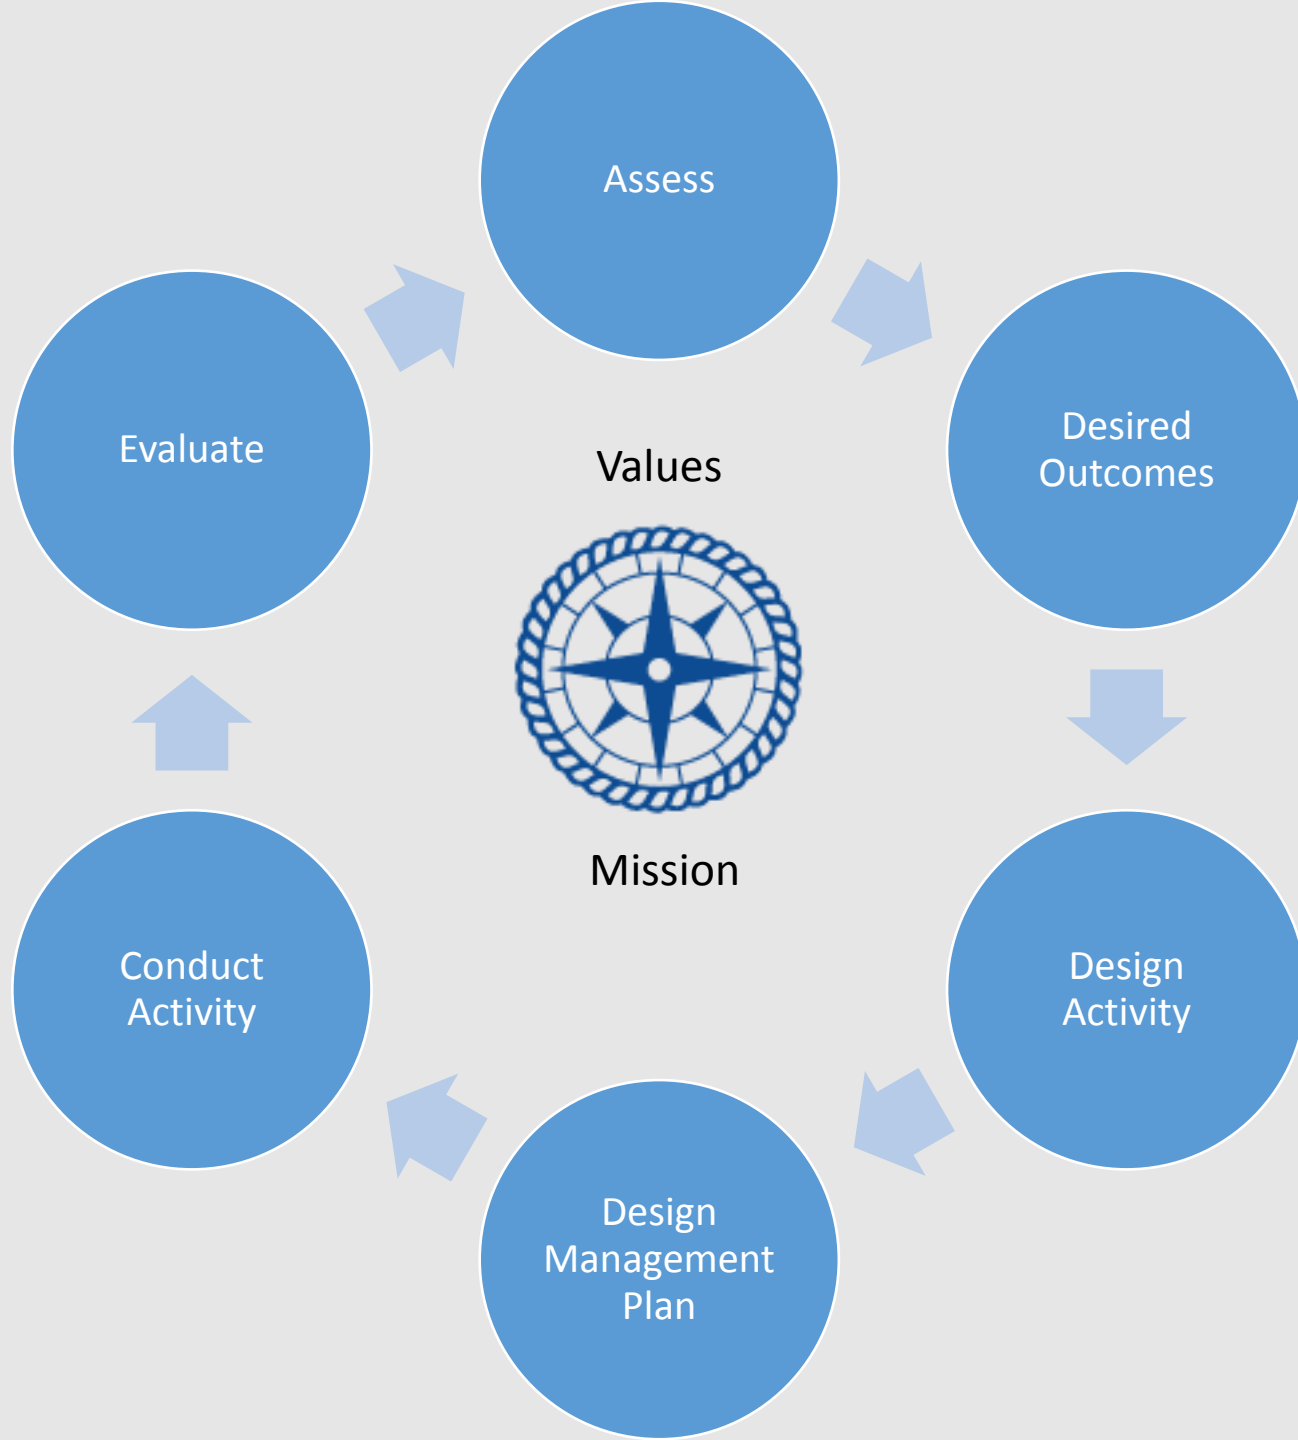 Assess
Desired
Outcomes
Design
Activity
Design
Management
Plan
Conduct
Activity
Evaluate
Values
Mission